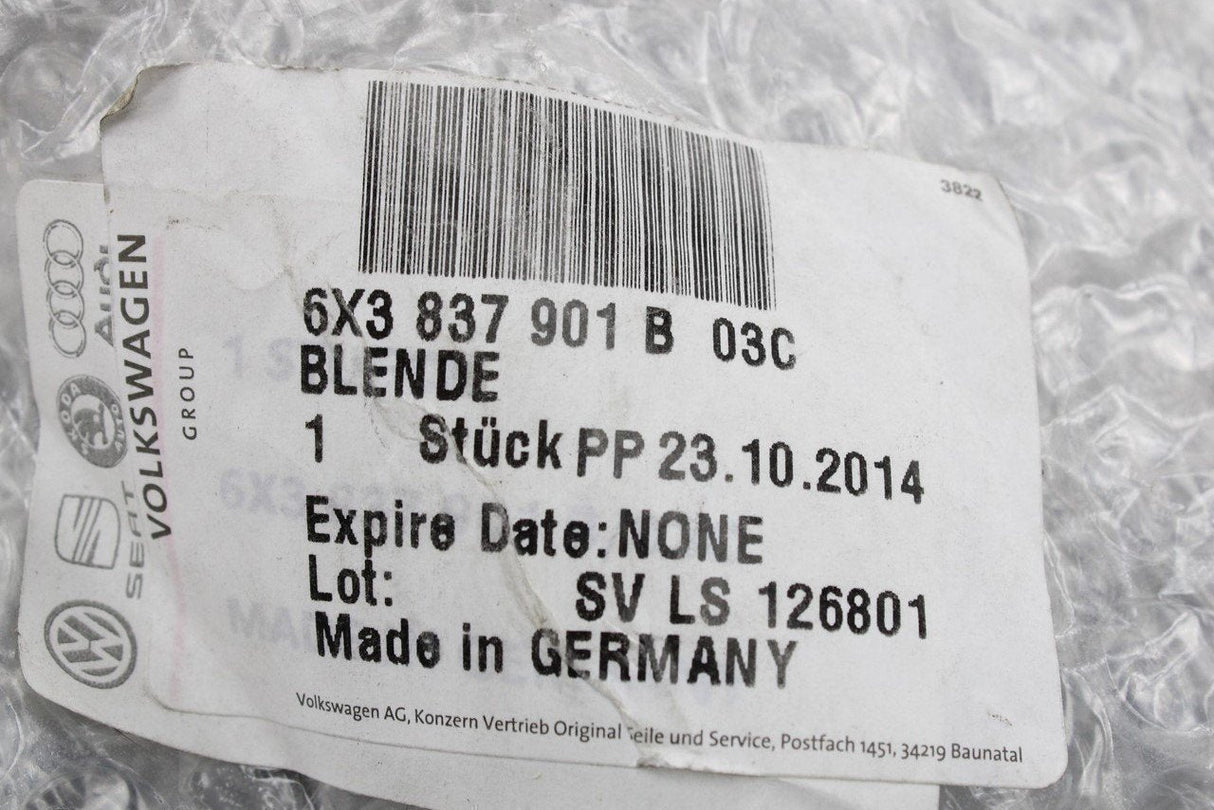 3822
6X3 837 901 B 03C
BLENDE
1 Stück PP 23.10.2014
Expire Date: NONE
Lot: SV LS 126801
Made in GERMANY
Volkswagen AG, Konzern Vertrieb Original Teile und Service, Postfach 1451, 34219 Baunatal
VOLKSWAGEN
GROUP
Audi
SKODA
AUTO
SEAT